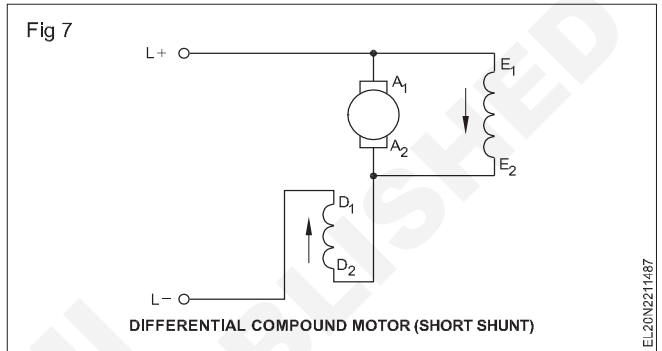 Fig 7
L+
A1
A2
E1
E2
D1
D2
L−
DIFFERENTIAL COMPOUND MOTOR (SHORT SHUNT)
EL20N2211487